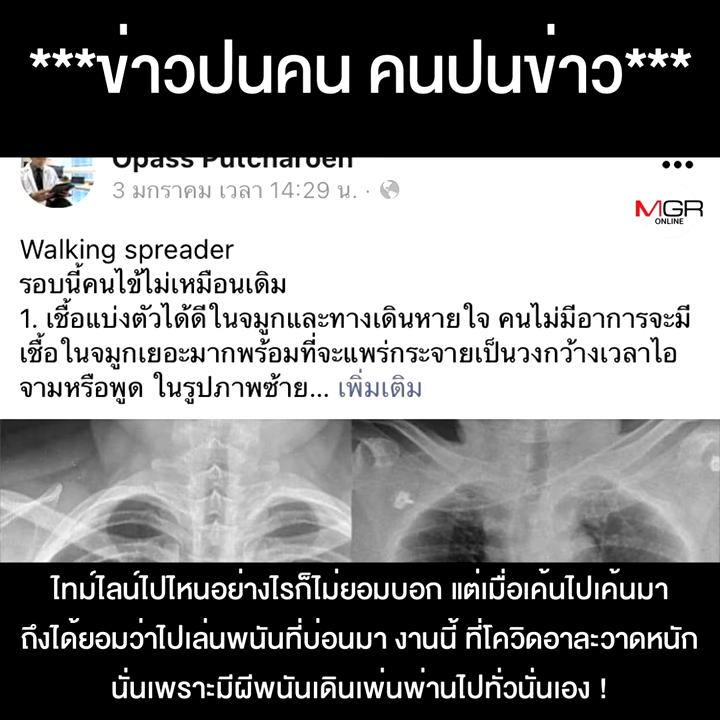 ***ข่าวปนคน คนปนข่าว***
Opass Putcharoen
3 มกราคม เวลา 14:29 น. ·
MGR
ONLINE
Walking spreader
รอบนี้คนไข้ไม่เหมือนเดิม
1. เชื้อแบ่งตัวได้ดีในจมูกและทางเดินหายใจ คนไม่มีอาการจะมี
เชื้อในจมูกเยอะมากพร้อมที่จะแพร่กระจายเป็นวงกว้างเวลาไอ
จามหรือพูด ในรูปภาพซ้าย... เพิ่มเติม
ไทม์ไลน์ไปไหนอย่างไรก็ไม่ยอมบอก แต่เมื่อเค้นไปเค้นมา
ถึงได้ยอมว่าไปเล่นพนันที่บ่อนมา งานนี้ ที่โควิดอาละวาดหนัก
นั่นเพราะมีผีพนันเดินเพ่นพ่านไปทั่วนั่นเอง !